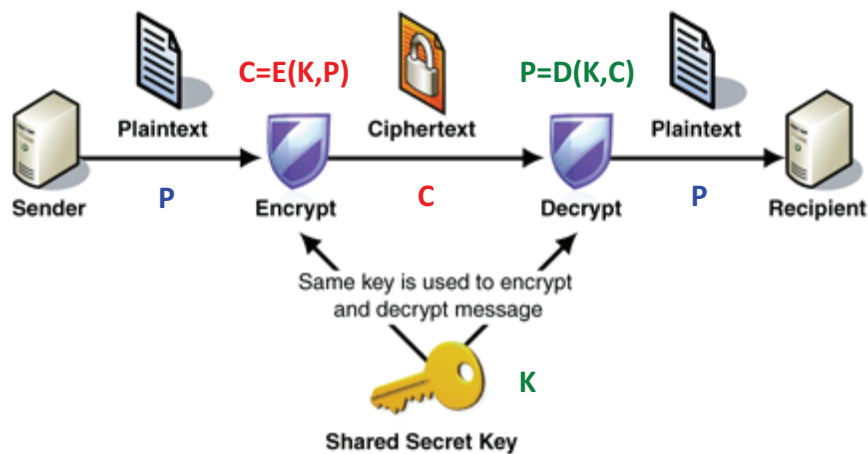 C=E(K,P)
P=D(K,C)
Plaintext
Ciphertext
Plaintext
P
C
P
Sender
Encrypt
Decrypt
Recipient
Same key is used to encrypt
and decrypt message
K
Shared Secret Key